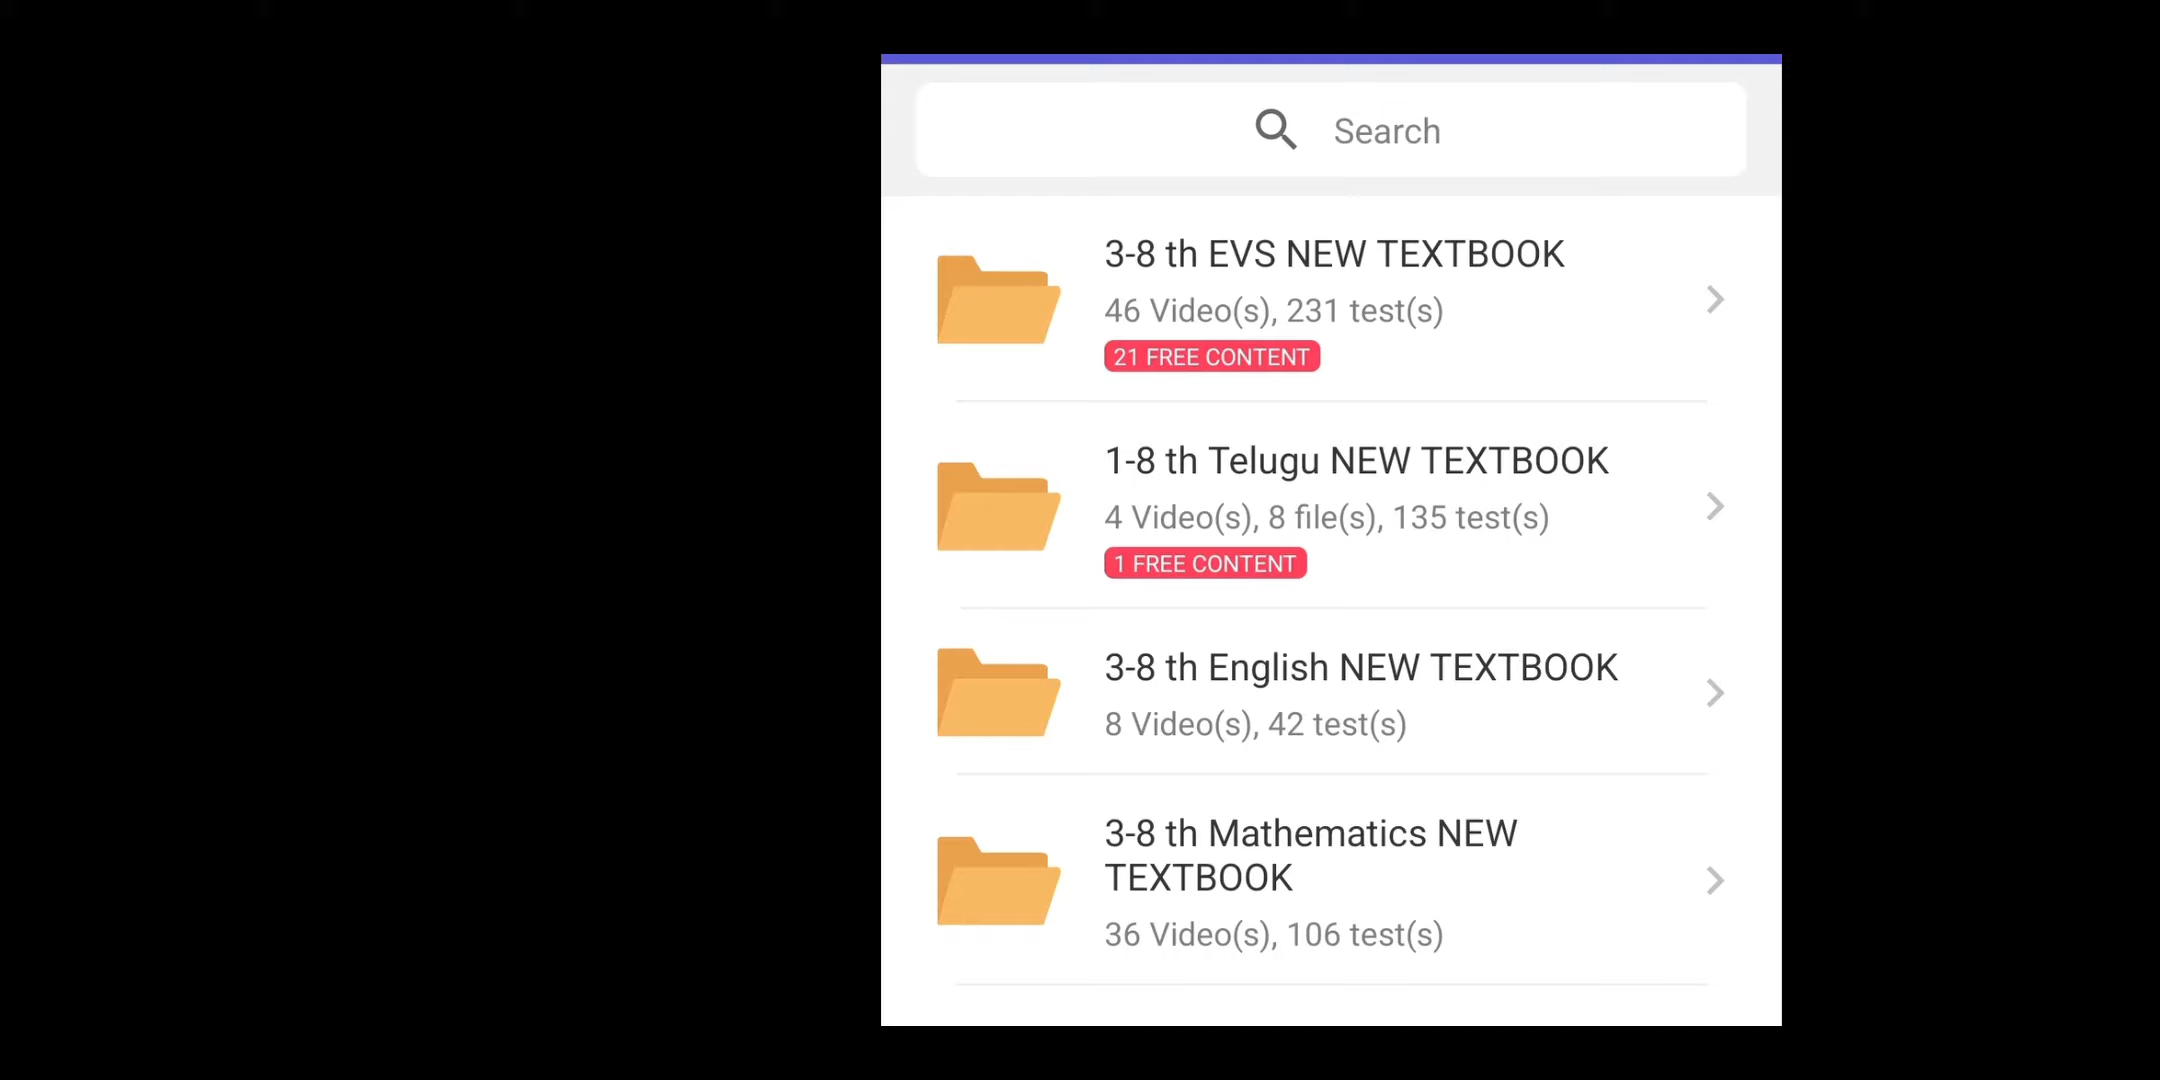 Search
3-8 th EVS NEW TEXTBOOK
46 Video(s), 231 test(s)
21 FREE CONTENT
1-8 th Telugu NEW TEXTBOOK
4 Video(s), 8 file(s), 135 test(s)
1 FREE CONTENT
3-8 th English NEW TEXTBOOK
8 Video(s), 42 test(s)
3-8 th Mathematics NEW
TEXTBOOK
36 Video(s), 106 test(s)